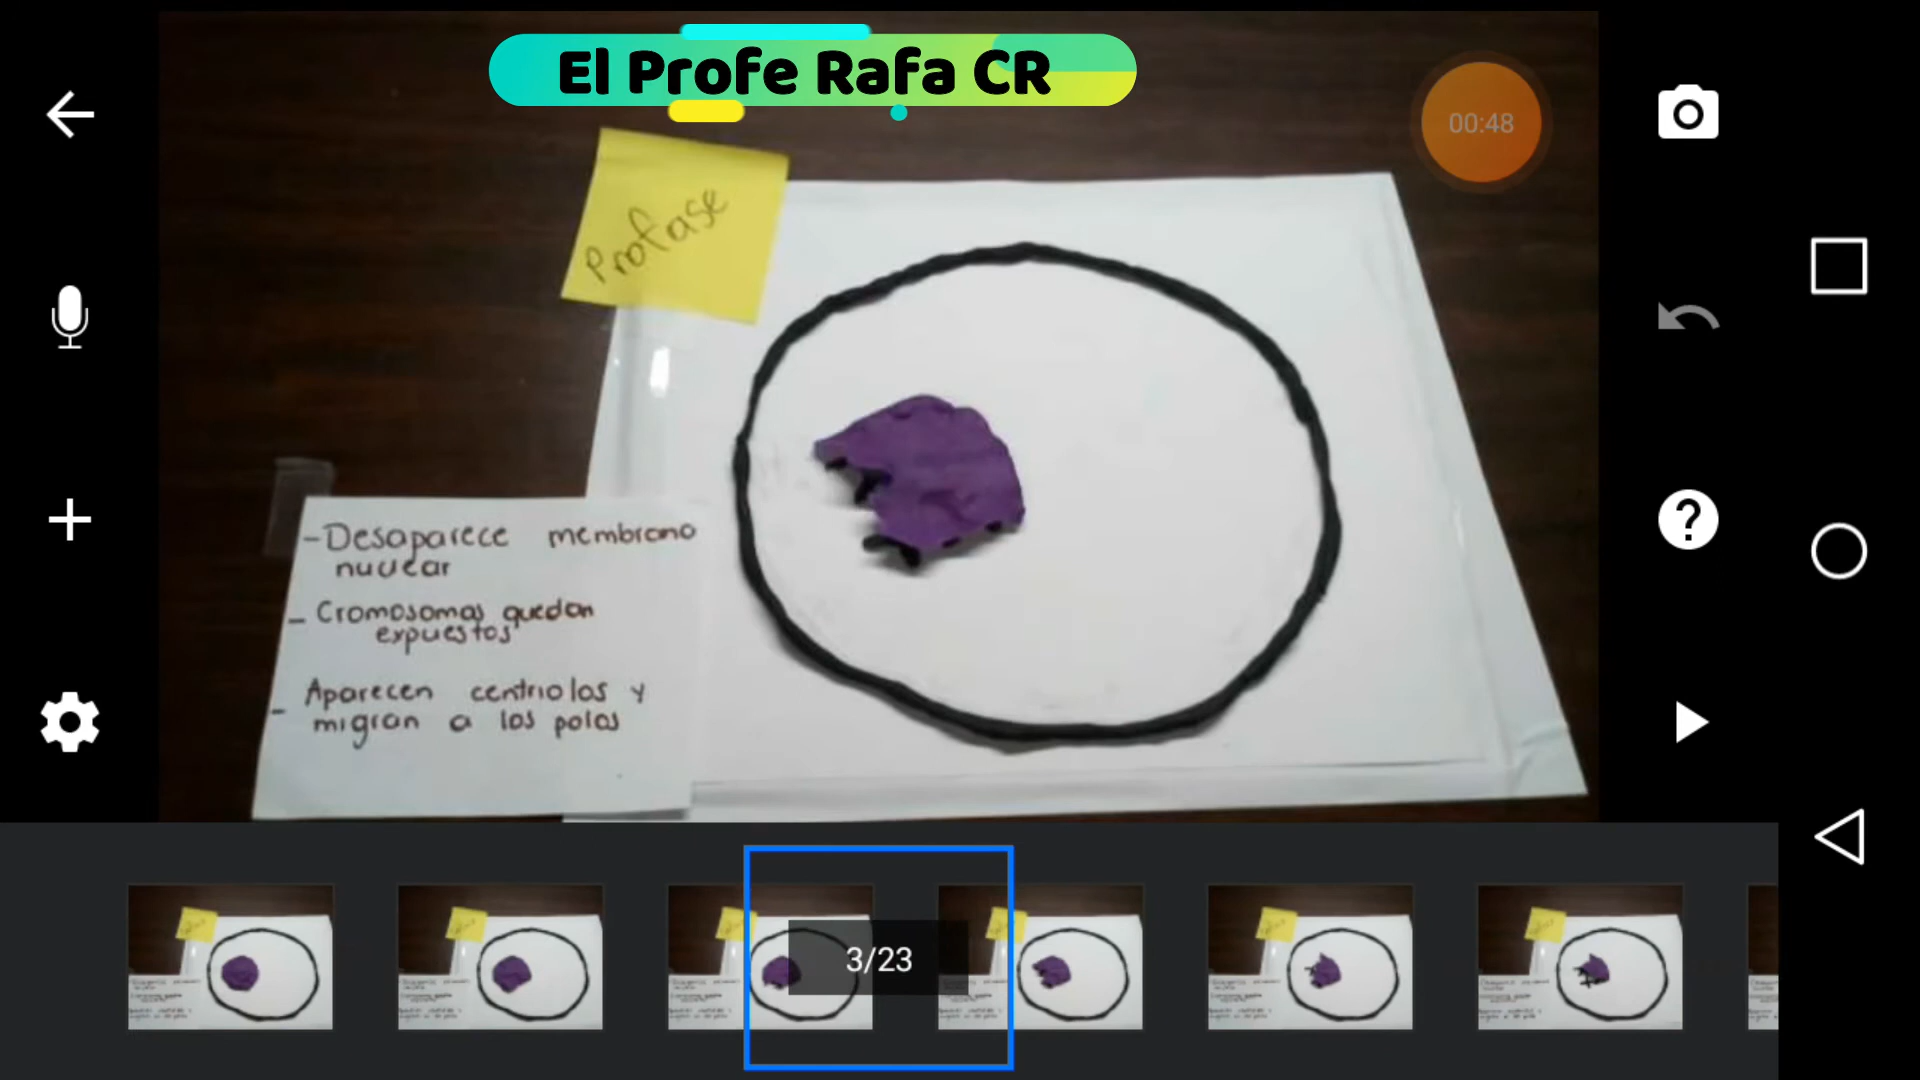 El Profe Rafa CR
00:48
Profase
-Desaparece membrana
nuclear
- Cromosomas quedan
expuestos
- Aparecen centriolos y
migran a los polos
3/23